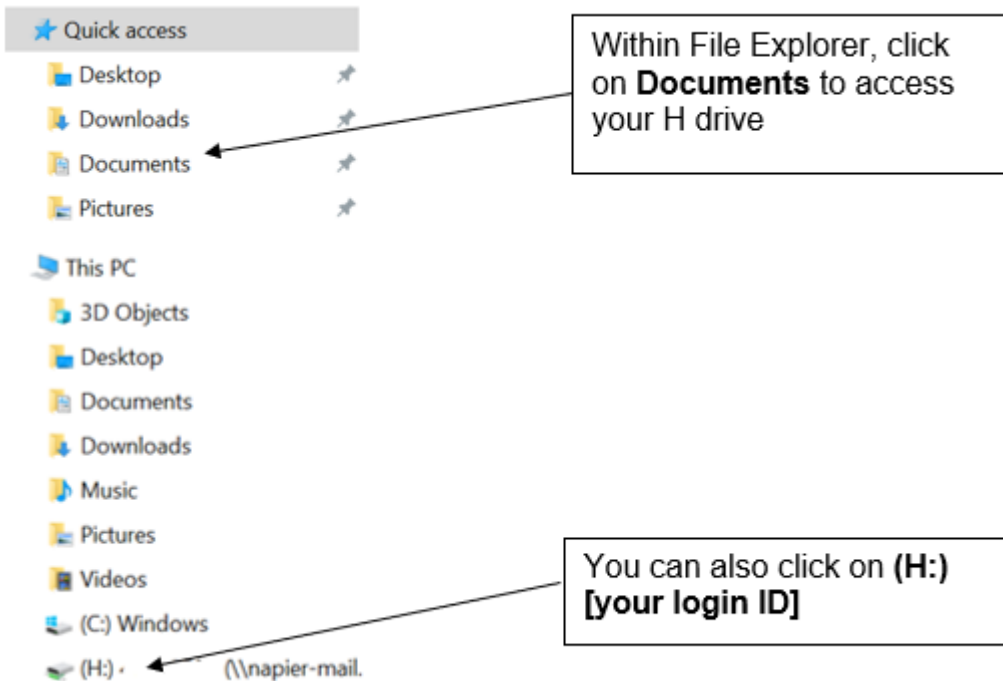 Quick access
Desktop
Downloads
Documents
Pictures
This PC
3D Objects
Desktop
Documents
Downloads
Music
Pictures
Videos
(C:) Windows
(H:) (\\napier-mail.
Within File Explorer, click
on Documents to access
your H drive
You can also click on (H:)
[your login ID]